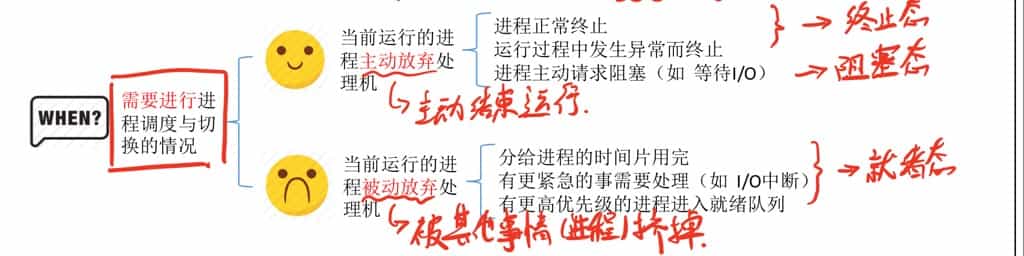 WHEN?
需要进行进
程调度与切
换的情况
当前运行的进
程主动放弃处
理机
主动结束运行.
进程正常终止
运行过程中发生异常而终止
进程主动请求阻塞（如 等待I/O）
终止态
阻塞态
当前运行的进
程被动放弃处
理机
被其他事情(进程)挤掉.
分给进程的时间片用完
有更紧急的事需要处理（如 I/O中断）
有更高优先级的进程进入就绪队列
就绪态